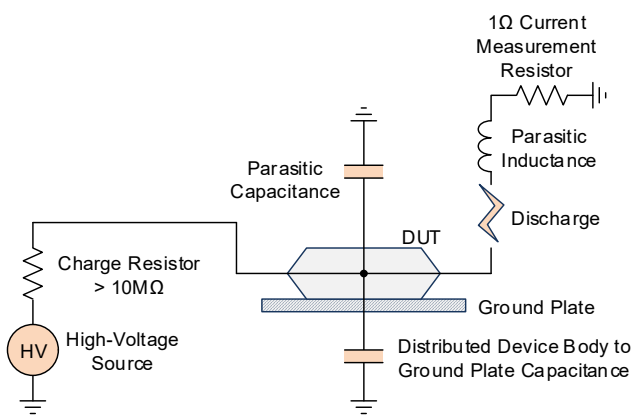 1Ω Current
Measurement
Resistor
Parasitic
Inductance
Parasitic
Capacitance
Discharge
DUT
Charge Resistor
> 10MΩ
Ground Plate
HV
High-Voltage
Source
Distributed Device Body to
Ground Plate Capacitance